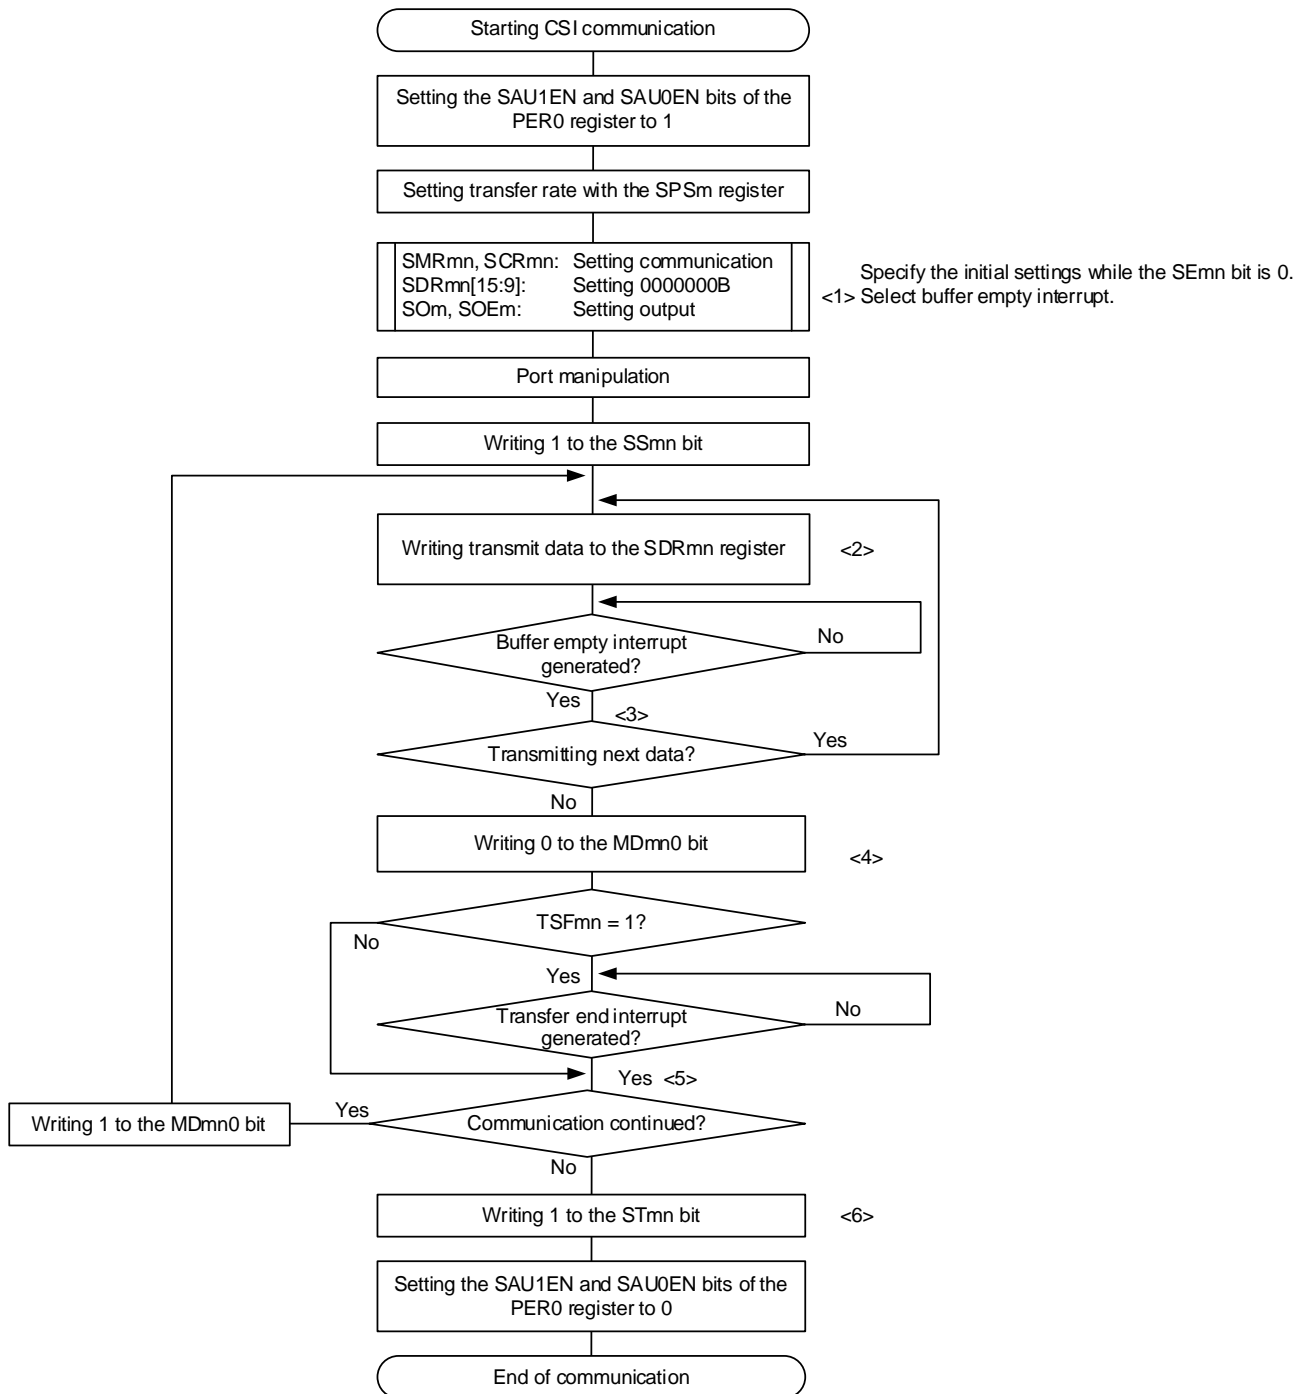 Starting CSI communication
Setting the SAU1EN and SAU0EN bits of the
PER0 register to 1
Setting transfer rate with the SPSm register
SMRmn, SCRmn: Setting communication
SDRmn[15:9]: Setting 0000000B
SOm, SOEm: Setting output
Specify the initial settings while the SEmn bit is 0.
<1> Select buffer empty interrupt.
Port manipulation
Writing 1 to the SSmn bit
Writing transmit data to the SDRmn register
<2>
Buffer empty interrupt
generated?
No
Yes
<3>
Transmitting next data?
Yes
No
Writing 0 to the MDmn0 bit
<4>
TSFmn = 1?
No
Yes
Transfer end interrupt
generated?
No
Yes <5>
Communication continued?
Yes
Writing 1 to the MDmn0 bit
No
Writing 1 to the STmn bit
<6>
Setting the SAU1EN and SAU0EN bits of the
PER0 register to 0
End of communication